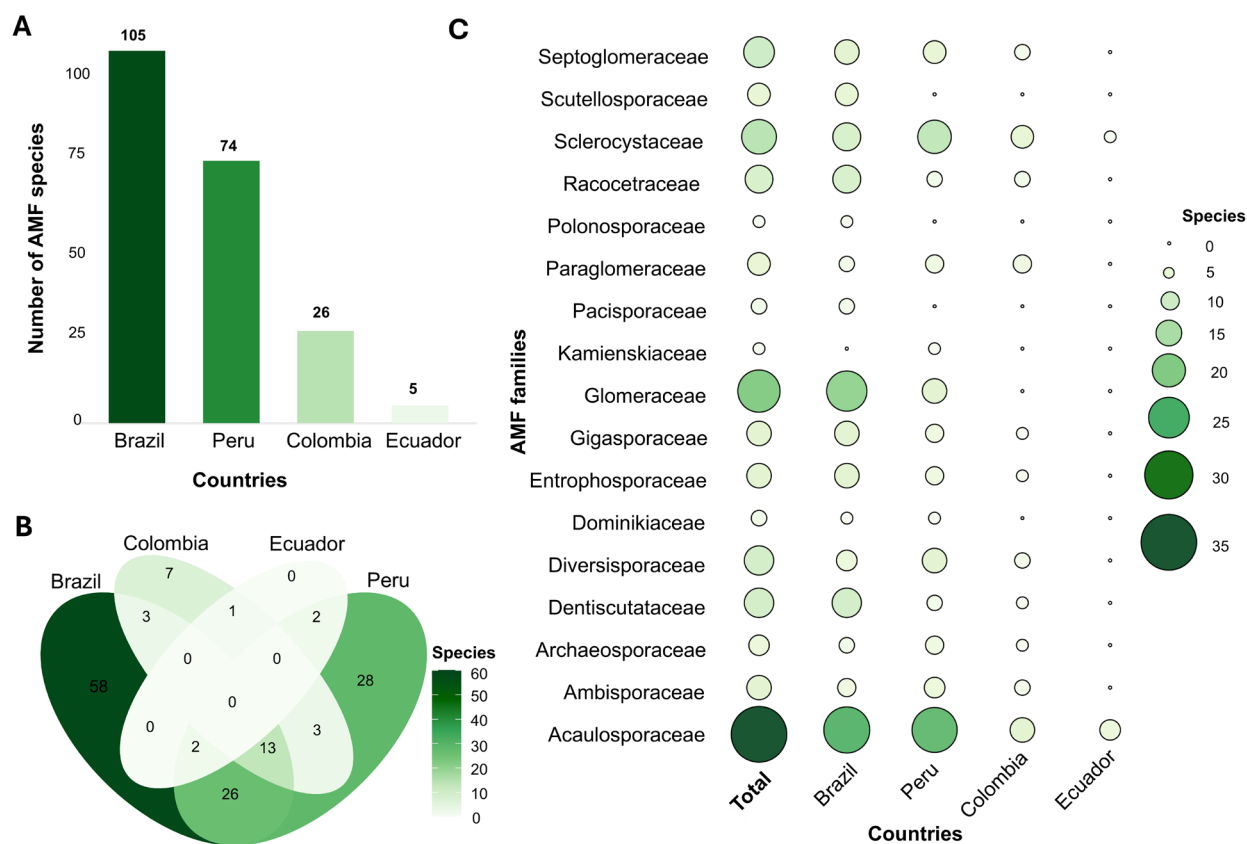 A
105
100
74
75
50
26
25
5
0
Number of AMF species
Brazil Peru Colombia Ecuador
Countries
B
Colombia Ecuador
Brazil Peru
7 0
3 1 2
0 0
58 28
0
0 3
2 13
26
Species
60
50
40
30
20
10
0
C
AMF families
Septoglomeraceae
Scutellosporaceae
Sclerocystaceae
Racocetraceae
Polonosporaceae
Paraglomeraceae
Pacisporaceae
Kamienskiaceae
Glomeraceae
Gigasporaceae
Entrophosporaceae
Dominikiaceae
Diversisporaceae
Dentiscutataceae
Archaeosporaceae
Ambisporaceae
Acaulosporaceae
Total Brazil Peru Colombia Ecuador
Countries
Species
0
5
10
15
20
25
30
35